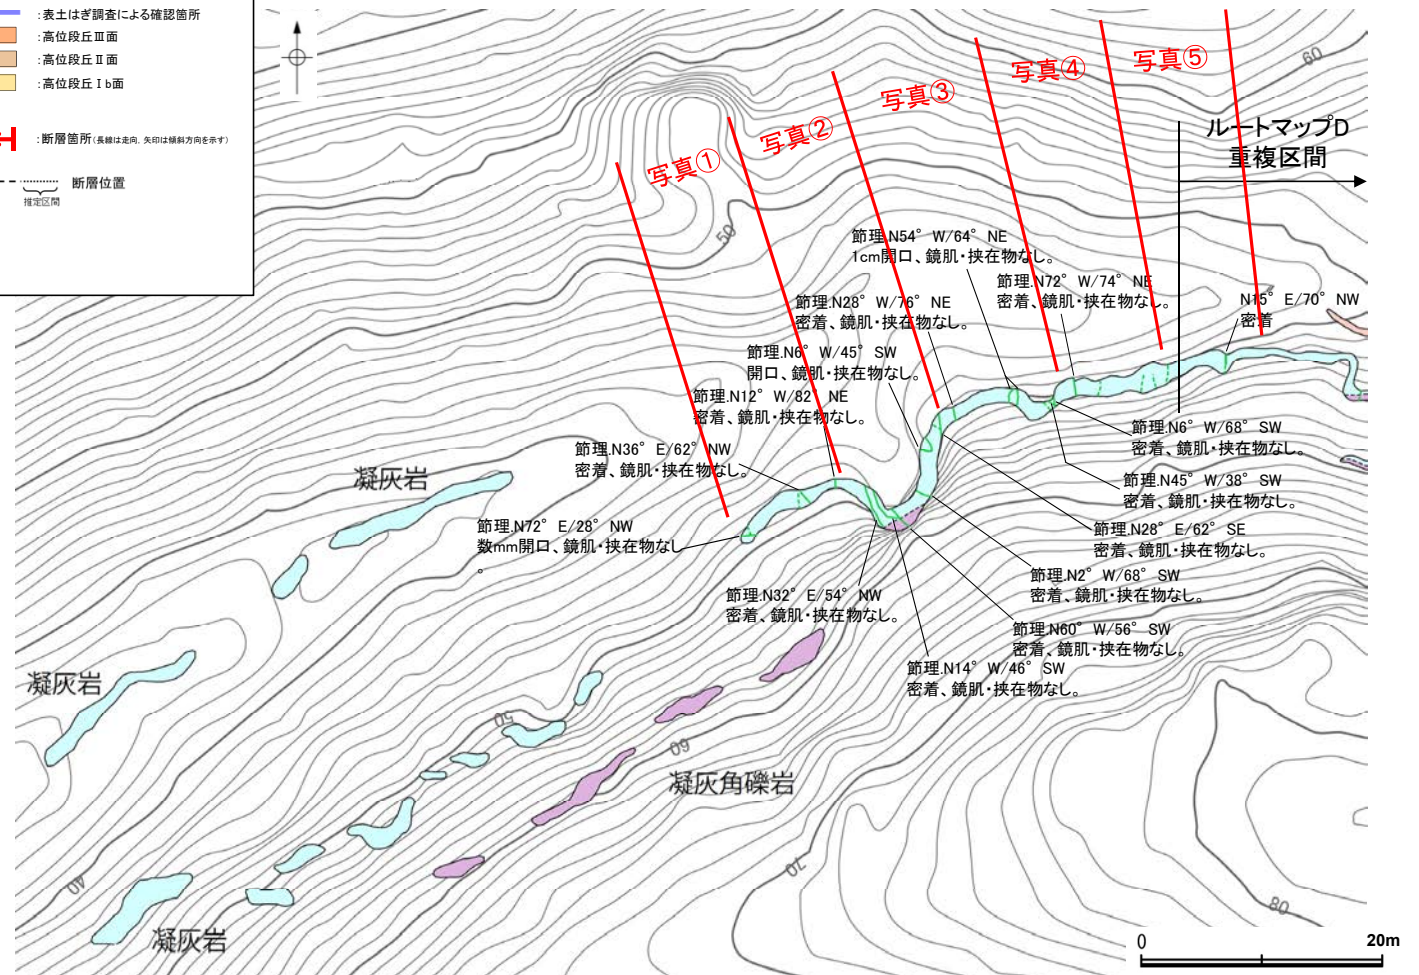 :表土はぎ調査による確認箇所
:高位段丘Ⅲ面
:高位段丘Ⅱ面
:高位段丘Ⅰb面
:断層箇所(長線は走向、矢印は傾斜方向を示す)
断層位置
推定区間
写真①
写真②
写真③
写真④
写真⑤
60
ルートマップD
重複区間
50
節理.N54°W/64°NE
1cm開口、鏡肌・挟在物なし。
節理.N72°W/74°NE
密着、鏡肌・挟在物なし。
節理.N28°W/76°NE
密着、鏡肌・挟在物なし。
N15°E/70°NW
密着
節理.N6°W/45°SW
開口、鏡肌・挟在物なし。
節理.N12°W/82°NE
密着、鏡肌・挟在物なし。
節理.N36°E/62°NW
密着、鏡肌・挟在物なし。
節理.N6°W/68°SW
密着、鏡肌・挟在物なし。
凝灰岩
節理.N45°W/38°SW
密着、鏡肌・挟在物なし。
節理.N72°E/28°NW
数mm開口、鏡肌・挟在物なし
。
節理.N28°E/62°SE
密着、鏡肌・挟在物なし。
節理.N2°W/68°SW
密着、鏡肌・挟在物なし。
節理.N32°E/54°NW
密着、鏡肌・挟在物なし。
節理.N60°W/56°SW
密着、鏡肌・挟在物なし。
節理.N14°W/46°SW
密着、鏡肌・挟在物なし。
凝灰岩
50
60
凝灰角礫岩
70
40
80
凝灰岩
0
20m